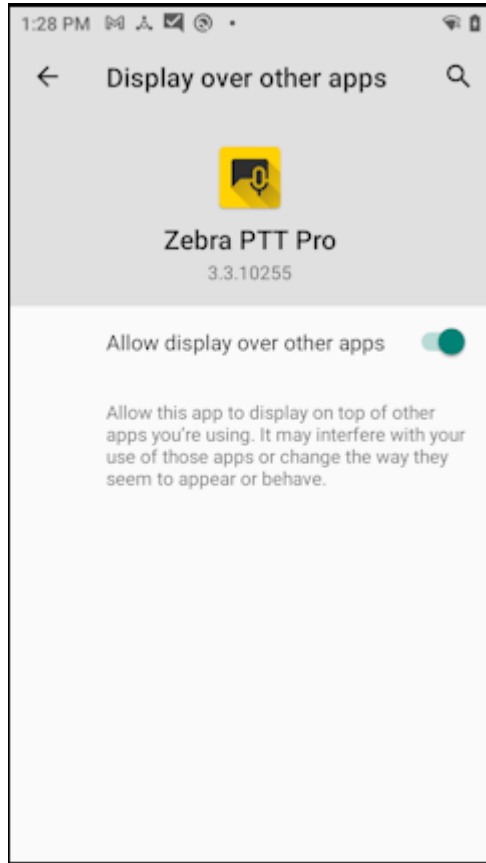 1:28 PM
Display over other apps
Zebra PTT Pro
3.3.10255
Allow display over other apps
Allow this app to display on top of other
apps you're using. It may interfere with your
use of those apps or change the way they
seem to appear or behave.